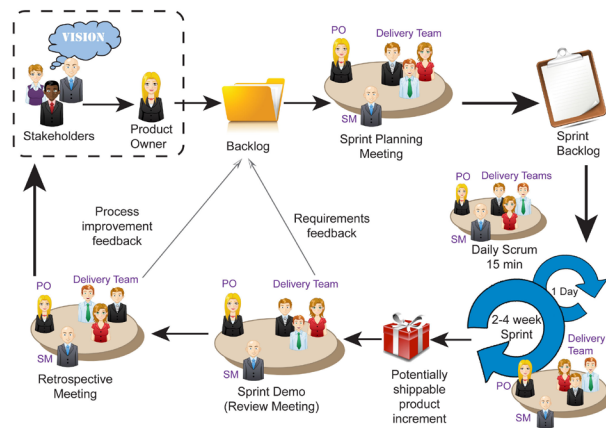 VISION
Stakeholders
Product
Owner
Backlog
PO
Delivery Team
SM
Sprint Planning
Meeting
Sprint
Backlog
PO
Delivery Teams
SM
Daily Scrum
15 min
1 Day
2-4 week
Sprint
Delivery
Team
PO
SM
Potentially
shippable
product
increment
Requirements
feedback
PO
Delivery Team
SM
Sprint Demo
(Review Meeting)
Process
improvement
feedback
PO
Delivery Team
SM
Retrospective
Meeting